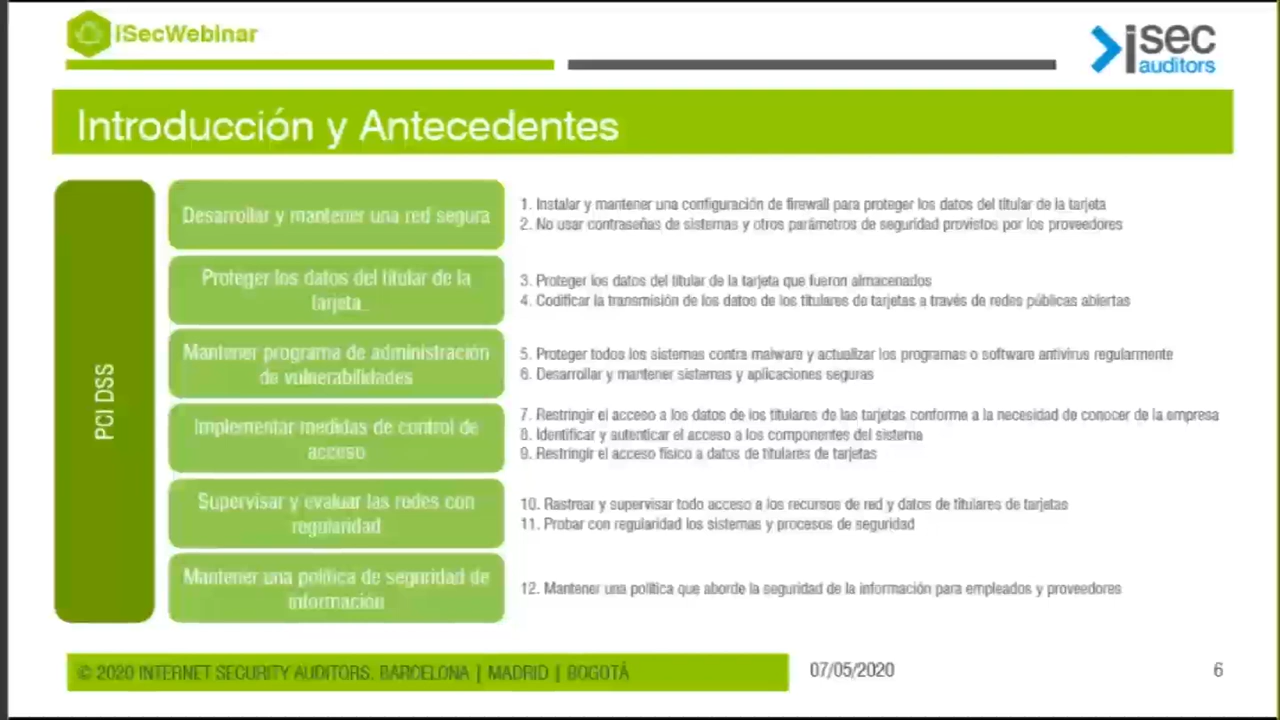 iSecWebinar
isec
auditors
Introducción y Antecedentes
PCI DSS
Desarrollar y mantener una red segura
1. Instalar y mantener una configuración de firewall para proteger los datos del titular de la tarjeta
2. No usar contraseñas de sistemas y otros parámetros de seguridad provistos por los proveedores
Proteger los datos del titular de la
tarjeta.
3. Proteger los datos del titular de la tarjeta que fueron almacenados
4. Codificar la transmisión de los datos de los titulares de tarjetas a través de redes públicas abiertas
Mantener programa de administración
de vulnerabilidades
5. Proteger todos los sistemas contra malware y actualizar los programas o software antivirus regularmente
6. Desarrollar y mantener sistemas y aplicaciones seguras
Implementar medidas de control de
acceso
7. Restringir el acceso a los datos de los titulares de las tarjetas conforme a la necesidad de conocer de la empresa
8. Identificar y autenticar el acceso a los componentes del sistema
9. Restringir el acceso físico a datos de titulares de tarjetas
Supervisar y evaluar las redes con
regularidad
10. Rastrear y supervisar todo acceso a los recursos de red y datos de titulares de tarjetas
11. Probar con regularidad los sistemas y procesos de seguridad
Mantener una política de seguridad de
información
12. Mantener una política que aborde la seguridad de la información para empleados y proveedores
© 2020 INTERNET SECURITY AUDITORS. BARCELONA | MADRID | BOGOTÁ
07/05/2020
6